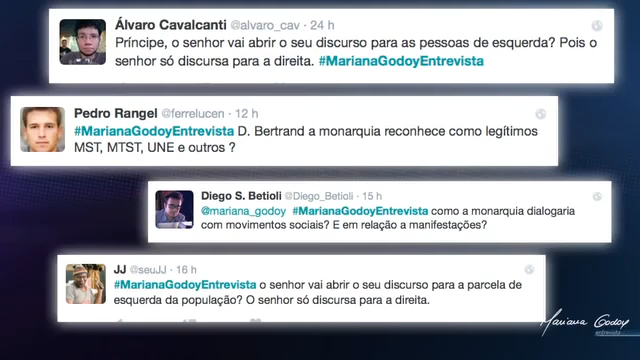 Álvaro Cavalcanti @alvaro_cav · 24 h
Príncipe, o senhor vai abrir o seu discurso para as pessoas de esquerda? Pois o
senhor só discursa para a direita. #MarianaGodoyEntrevista
Pedro Rangel @ferrelucen · 12 h
#MarianaGodoyEntrevista D. Bertrand a monarquia reconhece como legítimos
MST, MTST, UNE e outros ?
Diego S. Betioli @Diego_Betioli · 15 h
@mariana_godoy #MarianaGodoyEntrevista como a monarquia dialogaria
com movimentos sociais? E em relação a manifestações?
JJ @seuJJ · 16 h
#MarianaGodoyEntrevista o senhor vai abrir o seu discurso para a parcela de
esquerda da população? O senhor só discursa para a direita.
Mariana Godoy
entrevista